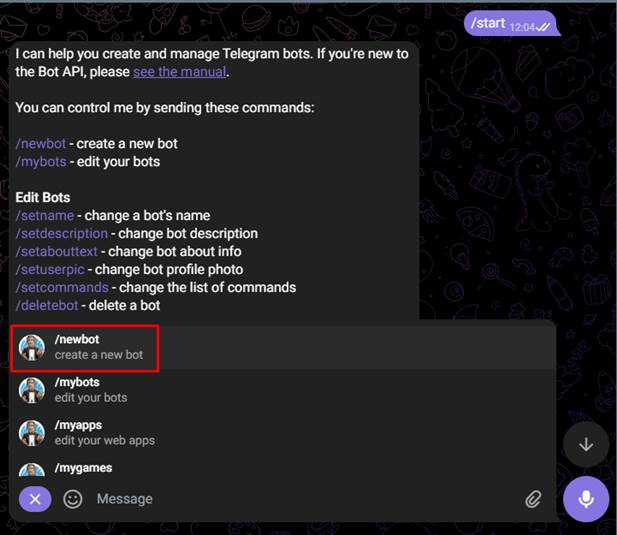 /start 12:04
I can help you create and manage Telegram bots. If you're new to
the Bot API, please see the manual.
You can control me by sending these commands:
/newbot - create a new bot
/mybots - edit your bots
Edit Bots
/setname - change a bot's name
/setdescription - change bot description
/setabouttext - change bot about info
/setuserpic - change bot profile photo
/setcommands - change the list of commands
/deletebot - delete a bot
/newbot
create a new bot
/mybots
edit your bots
/myapps
edit your web apps
/mygames
Message